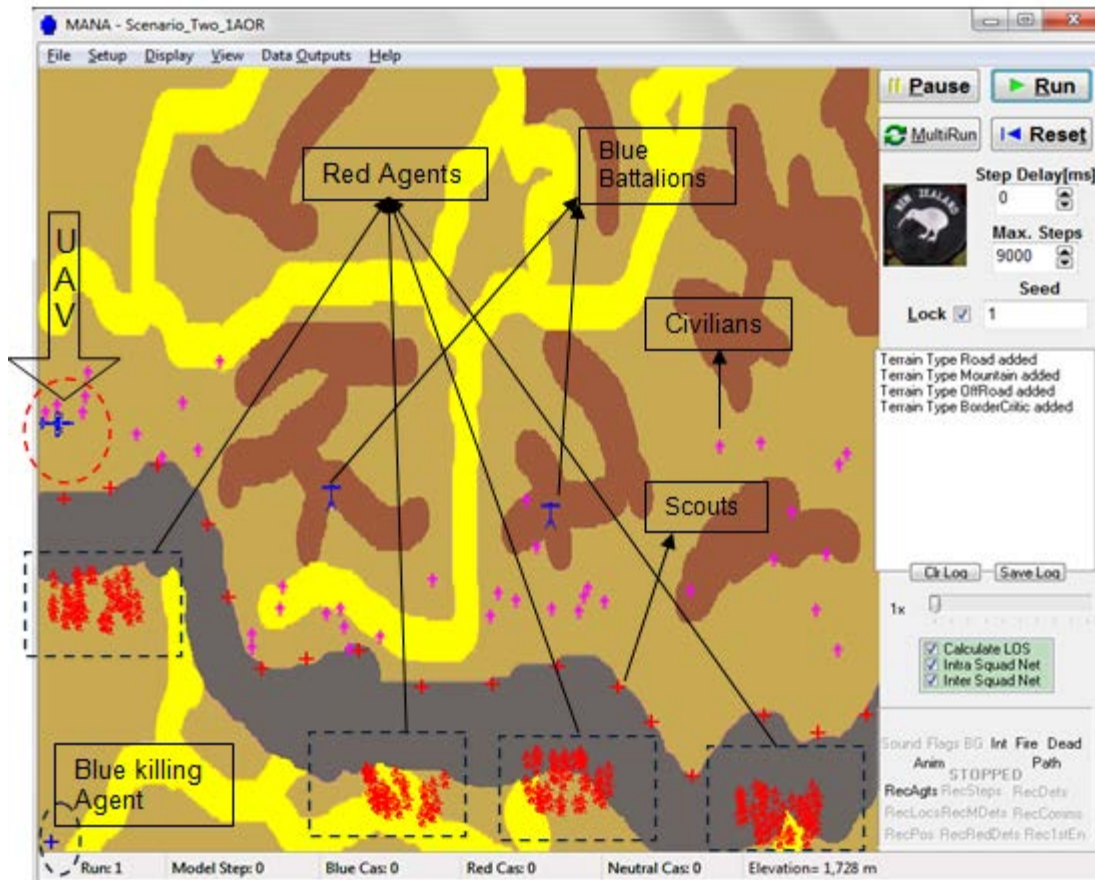 MANA - Scenario_Two_1AOR
File Setup Display View Data Outputs Help
Pause
Run
MultiRun
Reset
Step Delay[ms]
0
NEW ZEALAND
Max. Steps
9000
Seed
Lock
1
Red Agents
Blue
Battalions
U
A
V
Civilians
Scouts
Terrain Type Road added
Terrain Type Mountain added
Terrain Type OffRoad added
Terrain Type BorderCritic added
Clr Log
Save Log
1x
Calculate LOS
Intra Squad Net
Inter Squad Net
Blue killing
Agent
Sound Flags BG Int Fire Dead
Anim Path
STOPPED
RecAgts RecSteps RecDets
RecLocs RecMDets RecComms
RecPos RecRedDets Rec1stEn
Run: 1 Model Step: 0 Blue Cas: 0 Red Cas: 0 Neutral Cas: 0 Elevation= 1,728 m